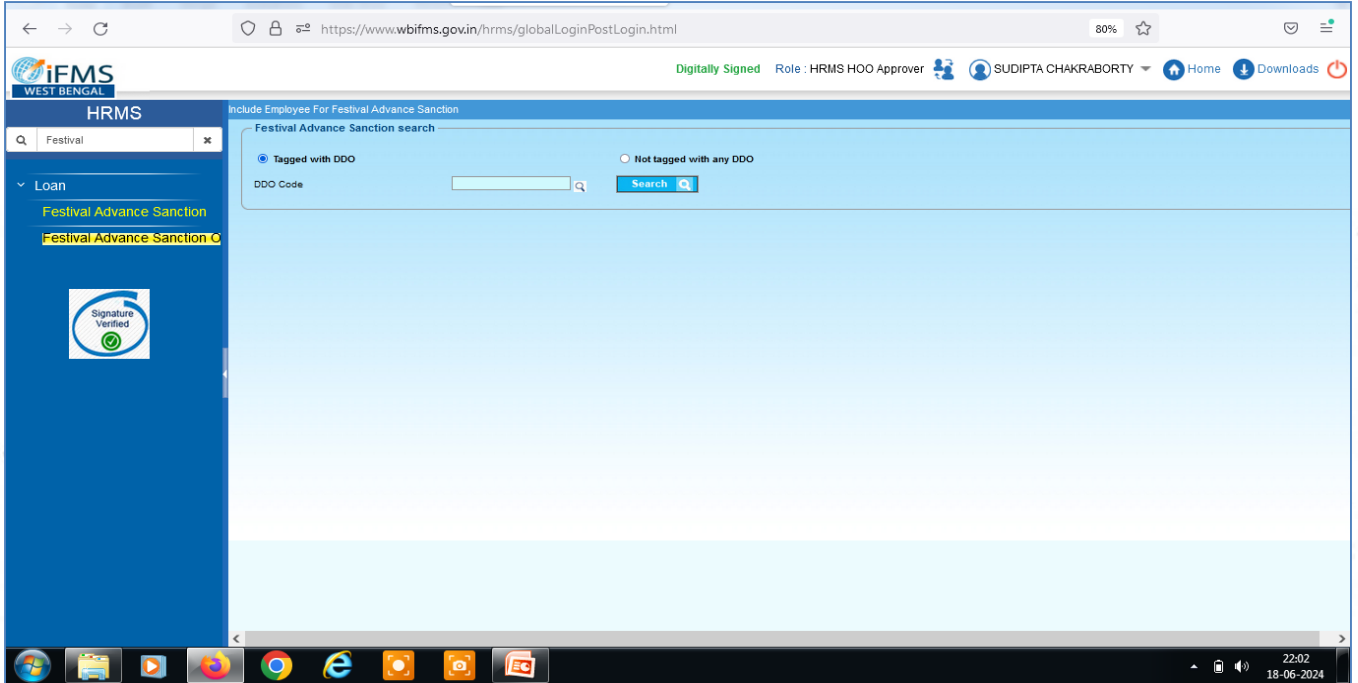 https://www.wbifms.gov.in/hrms/globalLoginPostLogin.html 80%
iFMS
WEST BENGAL
Digitally Signed Role : HRMS HOO Approver SUDIPTA CHAKRABORTY Home Downloads
HRMS
Include Employee For Festival Advance Sanction
Festival
Festival Advance Sanction search
Tagged with DDO Not tagged with any DDO
DDO Code Search
Loan
Festival Advance Sanction
Festival Advance Sanction O
Signature
Verified
22:02
18-06-2024